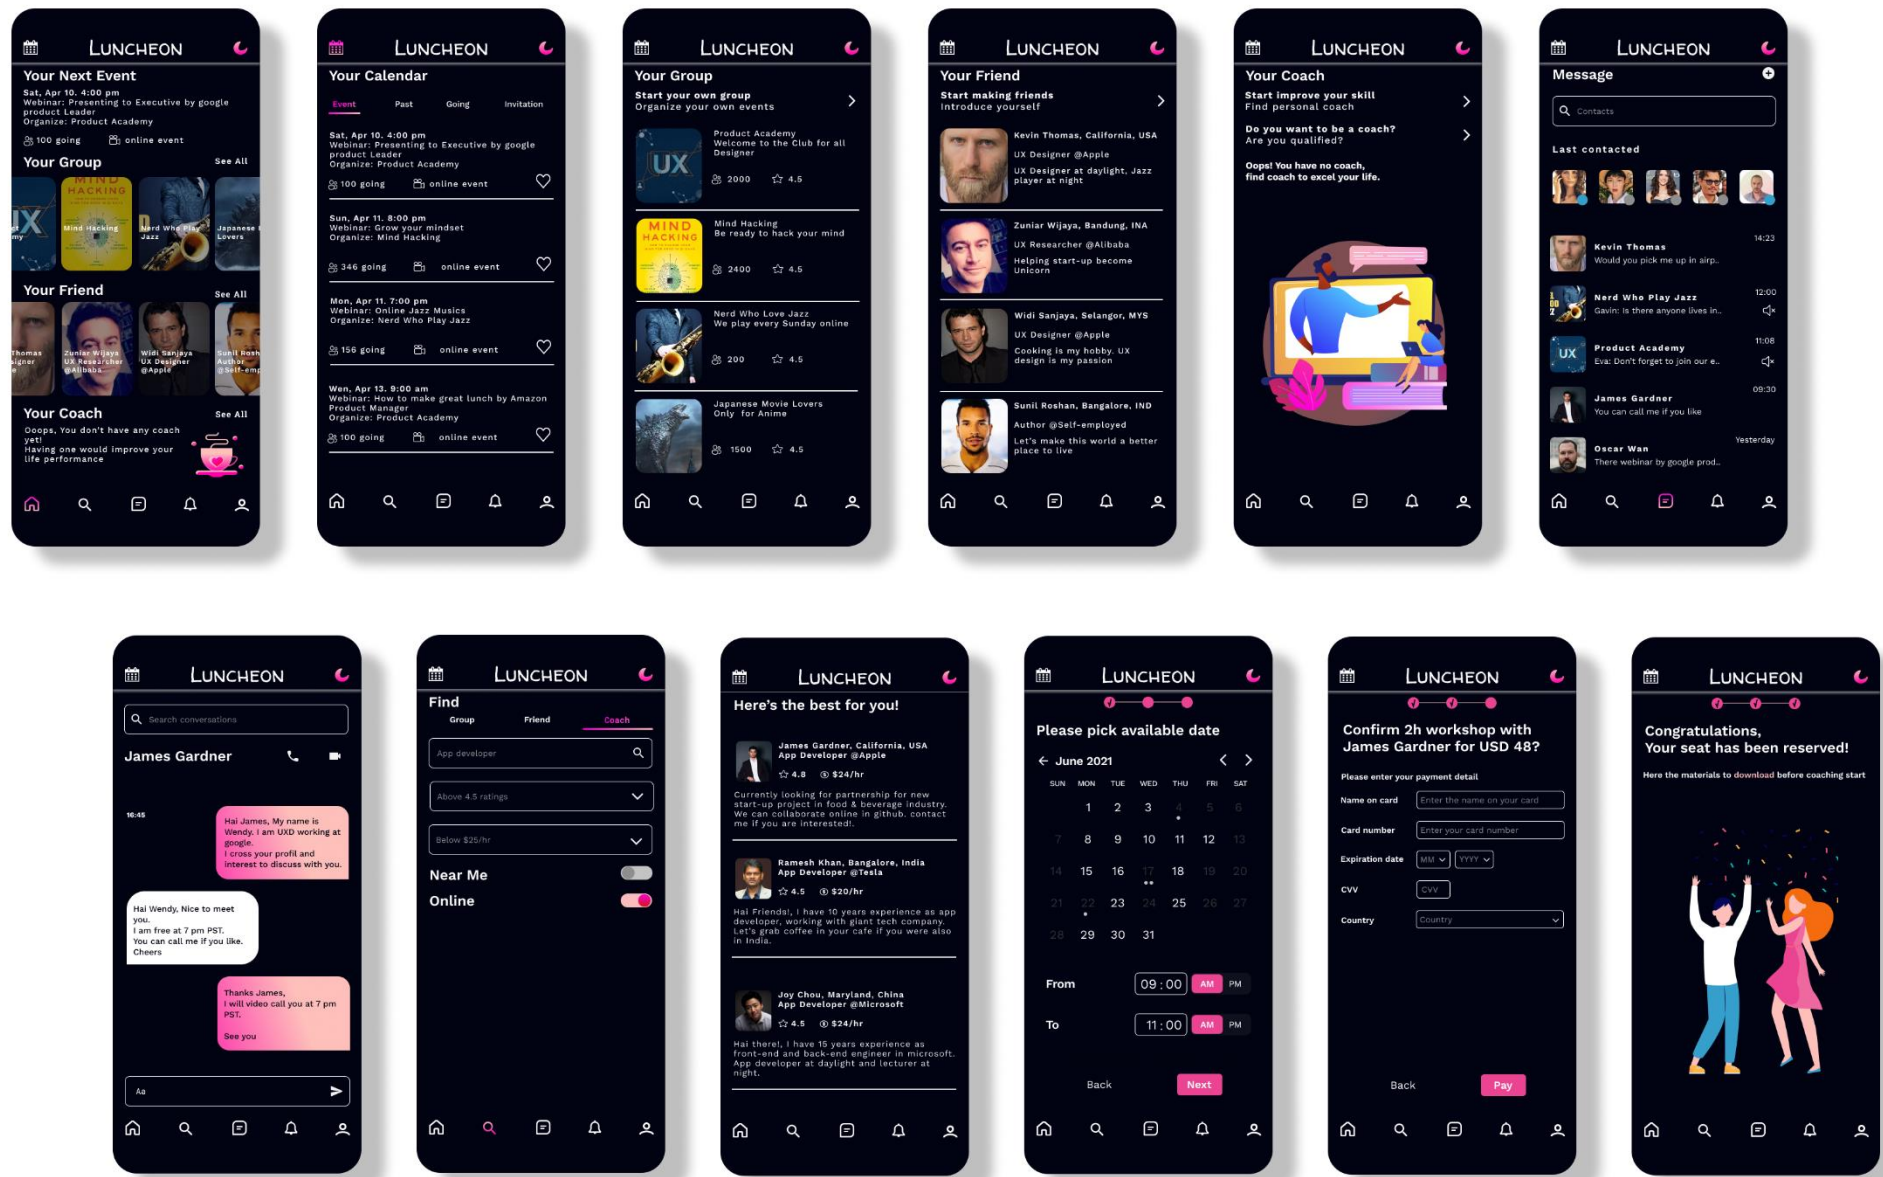 LUNCHEON
Your Next Event
Sat, Apr 10. 4:00 pm
Webinar: Presenting to Executive by google
product Leader
Organize: Product Academy
100 going online event
Your Group See All
UX
my
MIND
HACKING
Mind Hacking
Nerd Who Play
Jazz
Japanese
Lovers
Your Friend See All
Thomas
signer
e
Zuniar Wijaya
UX Researcher
@Alibaba
Widi Sanjaya
UX Designer
@Apple
Sunil Rosh
Author
@Self-emp
Your Coach See All
Ooops, You don't have any coach
yet!
Having one would improve your
life performance
LUNCHEON
Your Calendar
Event Past Going Invitation
Sat, Apr 10. 4:00 pm
Webinar: Presenting to Executive by google
product Leader
Organize: Product Academy
100 going online event
Sun, Apr 11. 8:00 pm
Webinar: Grow your mindset
Organize: Mind Hacking
346 going online event
Mon, Apr 11. 7:00 pm
Webinar: Online Jazz Musics
Organize: Nerd Who Play Jazz
156 going online event
Wen, Apr 13. 9:00 am
Webinar: How to make great lunch by Amazon
Product Manager
Organize: Product Academy
100 going online event
LUNCHEON
Your Group
Start your own group
Organize your own events
UX
Product Academy
Welcome to the Club for all
Designer
2000 4.5
MIND
HACKING
Mind Hacking
Be ready to hack your mind
2400 4.5
Nerd Who Love Jazz
We play every Sunday online
200 4.5
Japanese Movie Lovers
Only for Anime
1500 4.5
LUNCHEON
Your Friend
Start making friends
Introduce yourself
Kevin Thomas, California, USA
UX Designer @Apple
UX Designer at daylight, Jazz
player at night
Zuniar Wijaya, Bandung, INA
UX Researcher @Alibaba
Helping start-up become
Unicorn
Widi Sanjaya, Selangor, MYS
UX Designer @Apple
Cooking is my hobby. UX
design is my passion
Sunil Roshan, Bangalore, IND
Author @Self-employed
Let's make this world a better
place to live
LUNCHEON
Your Coach
Start improve your skill
Find personal coach
Do you want to be a coach?
Are you qualified?
Oops! You have no coach,
find coach to excel your life.
LUNCHEON
Message
Contacts
Last contacted
Kevin Thomas 14:23
Would you pick me up in airp..
Nerd Who Play Jazz 12:00
Gavin: Is there anyone lives in..
UX
Product Academy 11:08
Eva: Don't forget to join our e..
James Gardner 09:30
You can call me if you like
Oscar Wan Yesterday
There webinar by google prod..
LUNCHEON
Search conversations
James Gardner
16:45
Hai James, My name is
Wendy. I am UXD working at
google.
I cross your profil and
interest to discuss with you.
Hai Wendy, Nice to meet
you.
I am free at 7 pm PST.
You can call me if you like.
Cheers
Thanks James,
I will video call you at 7 pm
PST.
See you
Aa
LUNCHEON
Find
Group Friend Coach
App developer
Above 4.5 ratings
Below $25/hr
Near Me
Online
LUNCHEON
Here's the best for you!
James Gardner, California, USA
App Developer @Apple
4.8 $24/hr
Currently looking for partnership for new
start-up project in food & beverage industry.
We can collaborate online in github. contact
me if you are interested!.
Ramesh Khan, Bangalore, India
App Developer @Tesla
4.5 $20/hr
Hai Friends!, I have 10 years experience as app
developer, working with giant tech company.
Let's grab coffee in your cafe if you were also
in India.
Joy Chou, Maryland, China
App Developer @Microsoft
4.5 $24/hr
Hai there!, I have 15 years experience as
front-end and back-end engineer in microsoft.
App developer at daylight and lecturer at
night.
LUNCHEON
Please pick available date
June 2021
SUN MON TUE WED THU FRI SAT
1 2 3 4 5 6
7 8 9 10 11 12 13
14 15 16 17 18 19 20
21 22 23 24 25 26 27
28 29 30 31
From 09 : 00 AM PM
To 11 : 00 AM PM
Back Next
LUNCHEON
Confirm 2h workshop with
James Gardner for USD 48?
Please enter your payment detail
Name on card Enter the name on your card
Card number Enter your card number
Expiration date MM YYYY
CVV CVV
Country Country
Back Pay
LUNCHEON
Congratulations,
Your seat has been reserved!
Here the materials to download before coaching start